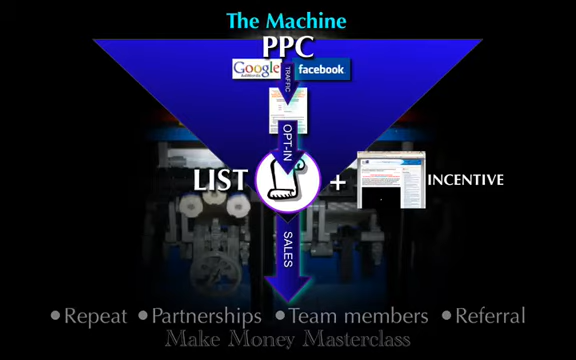 The Machine
PPC
Google
AdWords
facebook
TRAFFIC
OPT-IN
LIST
+
INCENTIVE
SALES
•Repeat •Partnerships •Team members •Referral
Make Money Masterclass